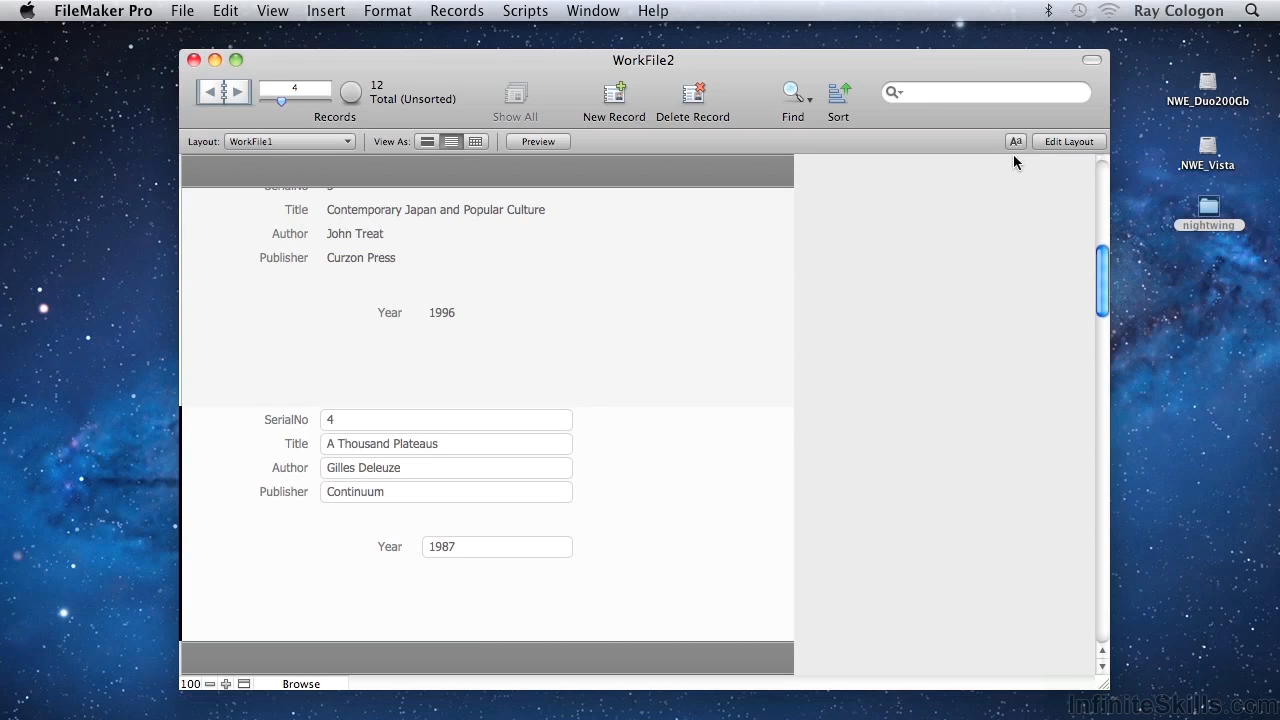 FileMaker Pro File Edit View Insert Format Records Scripts Window Help Ray Cologon
WorkFile2
4
12
Total (Unsorted)
Records
Show All
New Record
Delete Record
Find
Sort
Layout: WorkFile1 View As: Preview Aa Edit Layout
SerialNo
Title Contemporary Japan and Popular Culture
Author John Treat
Publisher Curzon Press
Year 1996
SerialNo 4
Title A Thousand Plateaus
Author Gilles Deleuze
Publisher Continuum
Year 1987
100 Browse
NWE_Duo200Gb
NWE_Vista
nightwing
InfiniteSkills.com